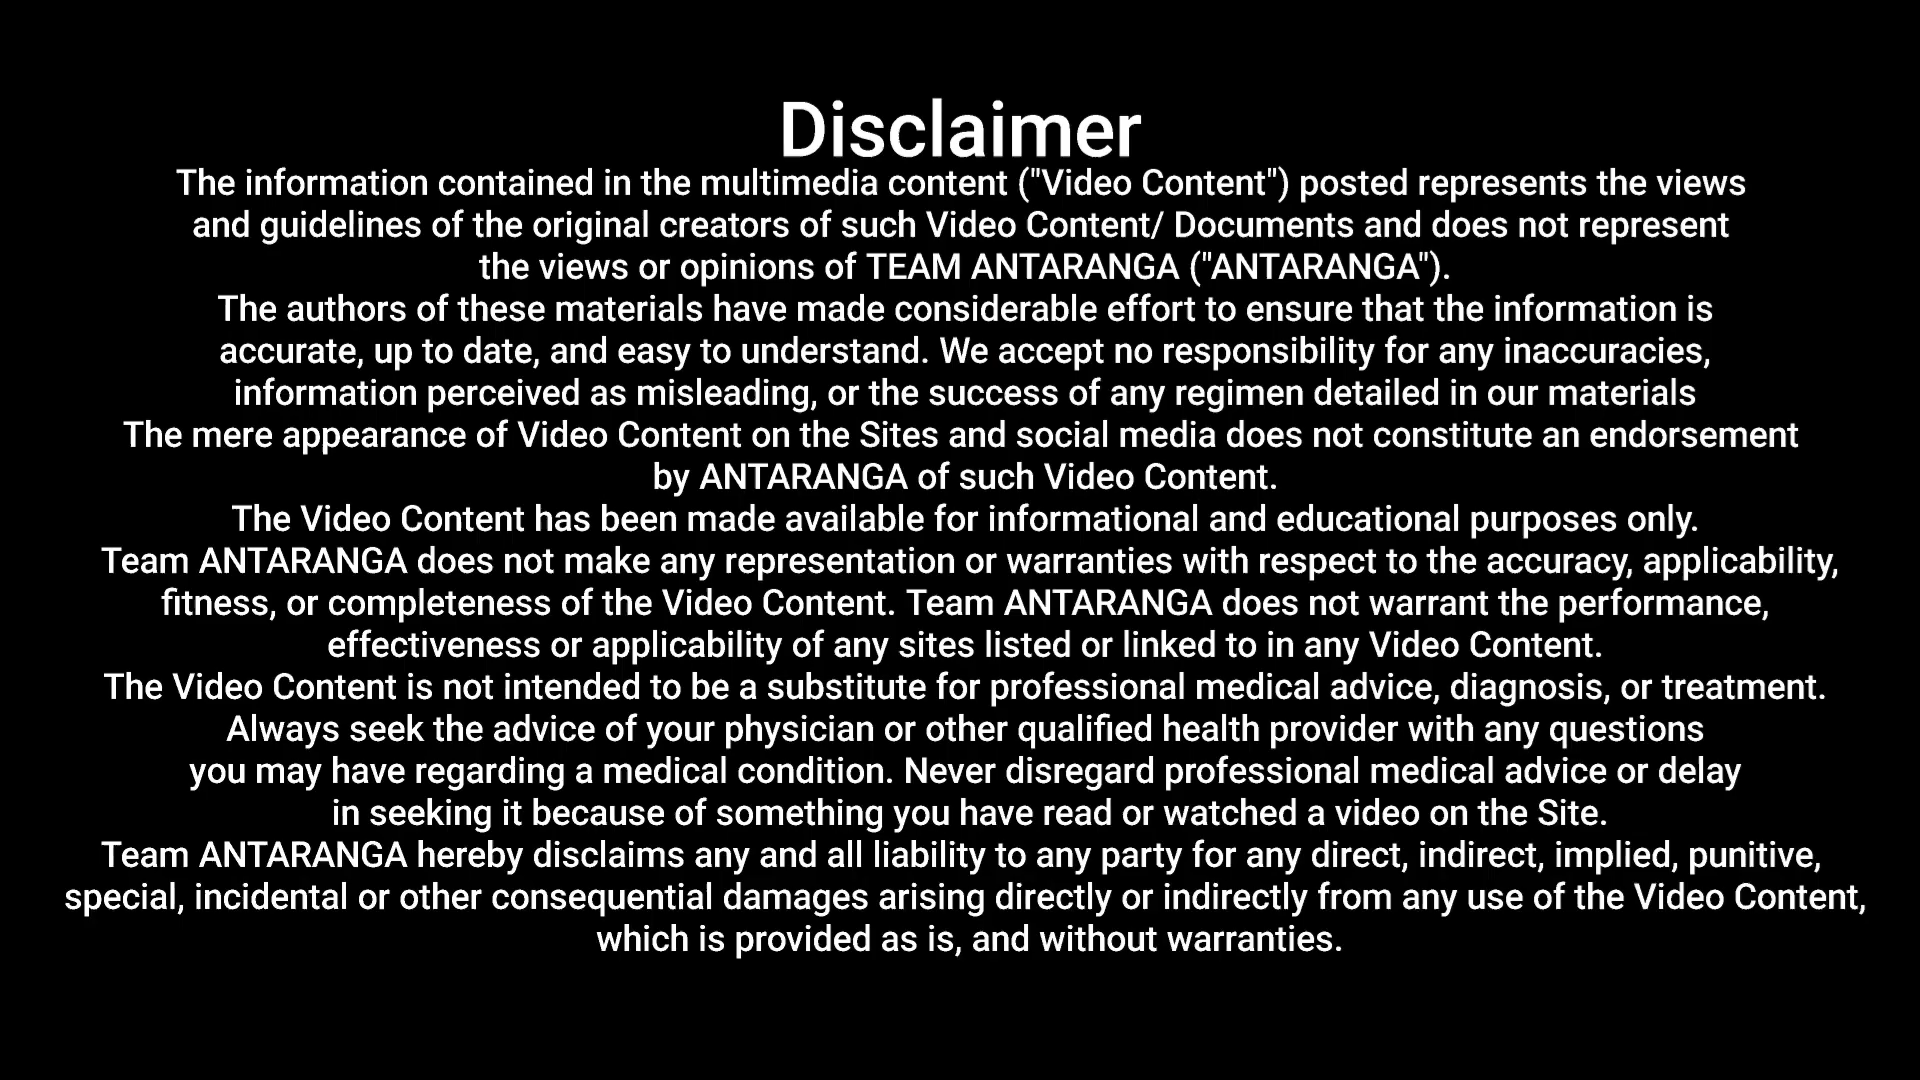 Disclaimer
The information contained in the multimedia content ("Video Content") posted represents the views
and guidelines of the original creators of such Video Content/ Documents and does not represent
the views or opinions of TEAM ANTARANGA ("ANTARANGA").
The authors of these materials have made considerable effort to ensure that the information is
accurate, up to date, and easy to understand. We accept no responsibility for any inaccuracies,
information perceived as misleading, or the success of any regimen detailed in our materials
The mere appearance of Video Content on the Sites and social media does not constitute an endorsement
by ANTARANGA of such Video Content.
The Video Content has been made available for informational and educational purposes only.
Team ANTARANGA does not make any representation or warranties with respect to the accuracy, applicability,
fitness, or completeness of the Video Content. Team ANTARANGA does not warrant the performance,
effectiveness or applicability of any sites listed or linked to in any Video Content.
The Video Content is not intended to be a substitute for professional medical advice, diagnosis, or treatment.
Always seek the advice of your physician or other qualified health provider with any questions
you may have regarding a medical condition. Never disregard professional medical advice or delay
in seeking it because of something you have read or watched a video on the Site.
Team ANTARANGA hereby disclaims any and all liability to any party for any direct, indirect, implied, punitive,
special, incidental or other consequential damages arising directly or indirectly from any use of the Video Content,
which is provided as is, and without warranties.